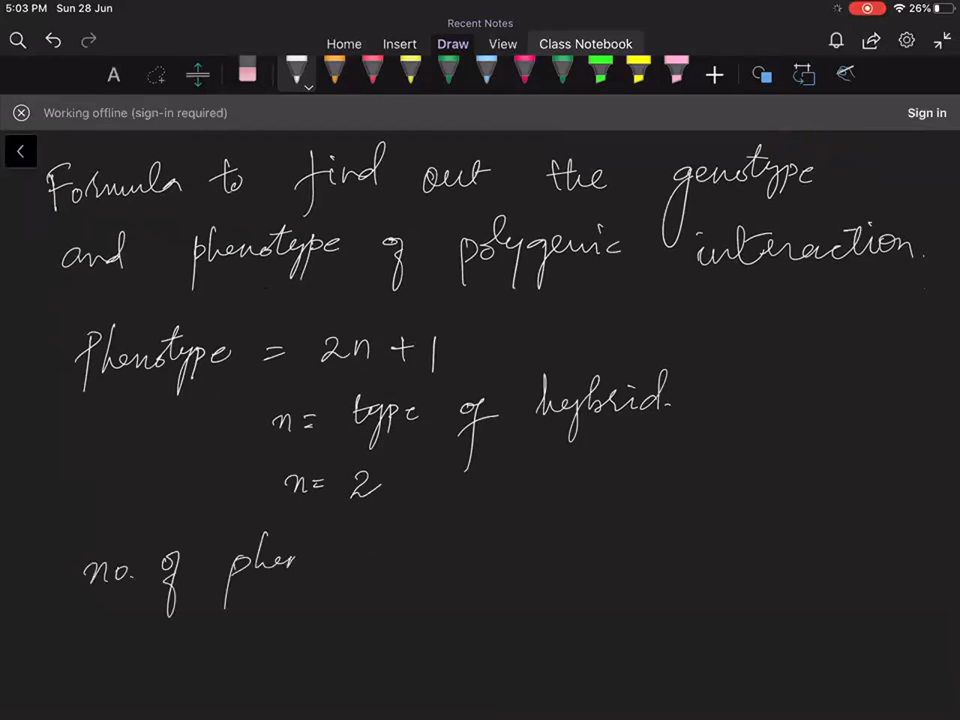 5:03 PM Sun 28 Jun
26%
Recent Notes
Home Insert Draw View Class Notebook
A
Working offline (sign-in required) Sign in
Formula to find out the genotype
and phenotype of polygenic interaction.
Phenotype = 2n + 1
n = type of hybrid.
n = 2
no. of phen